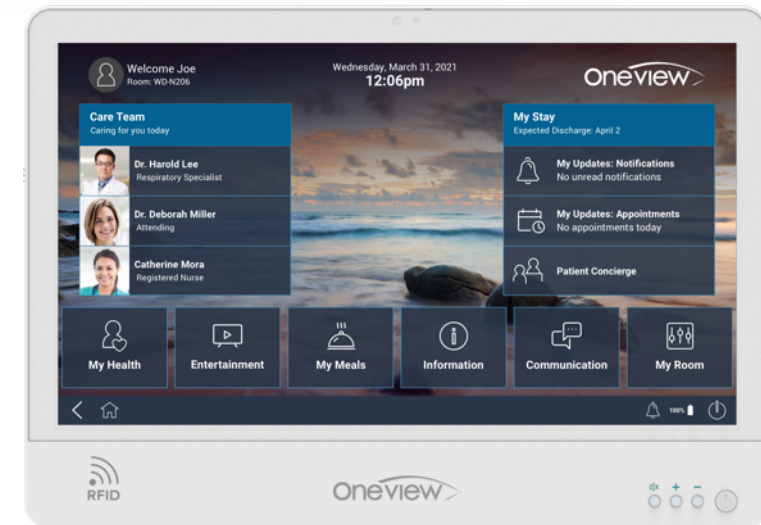 Welcome Joe
Room: WD-N206
Wednesday, March 31, 2021
12:06pm
Oneview
Care Team
Caring for you today
Dr. Harold Lee
Respiratory Specialist
Dr. Deborah Miller
Attending
Catherine Mora
Registered Nurse
My Stay
Expected Discharge: April 2
My Updates: Notifications
No unread notifications
My Updates: Appointments
No appointments today
Patient Concierge
My Health
Entertainment
My Meals
Information
Communication
My Room
100%
RFID
Oneview
+ −